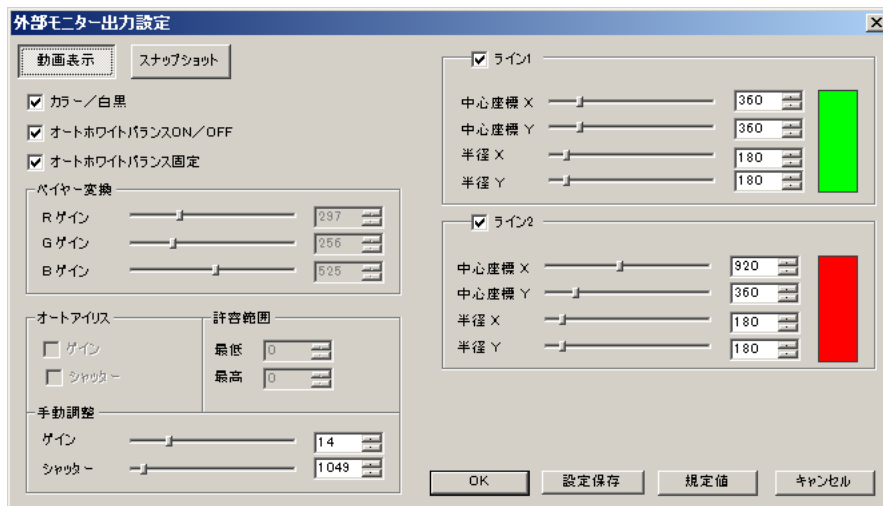 外部モニター出力設定
動画表示
スナップショット
カラー／白黒
オートホワイトバランスON／OFF
オートホワイトバランス固定
ベイヤー変換
Rゲイン 297
Gゲイン 256
Bゲイン 525
オートアイリス
ゲイン
シャッター
許容範囲
最低 0
最高 0
手動調整
ゲイン 14
シャッター 1049
ライン1
中心座標 X 360
中心座標 Y 360
半径 X 180
半径 Y 180
ライン2
中心座標 X 920
中心座標 Y 360
半径 X 180
半径 Y 180
OK
設定保存
規定値
キャンセル